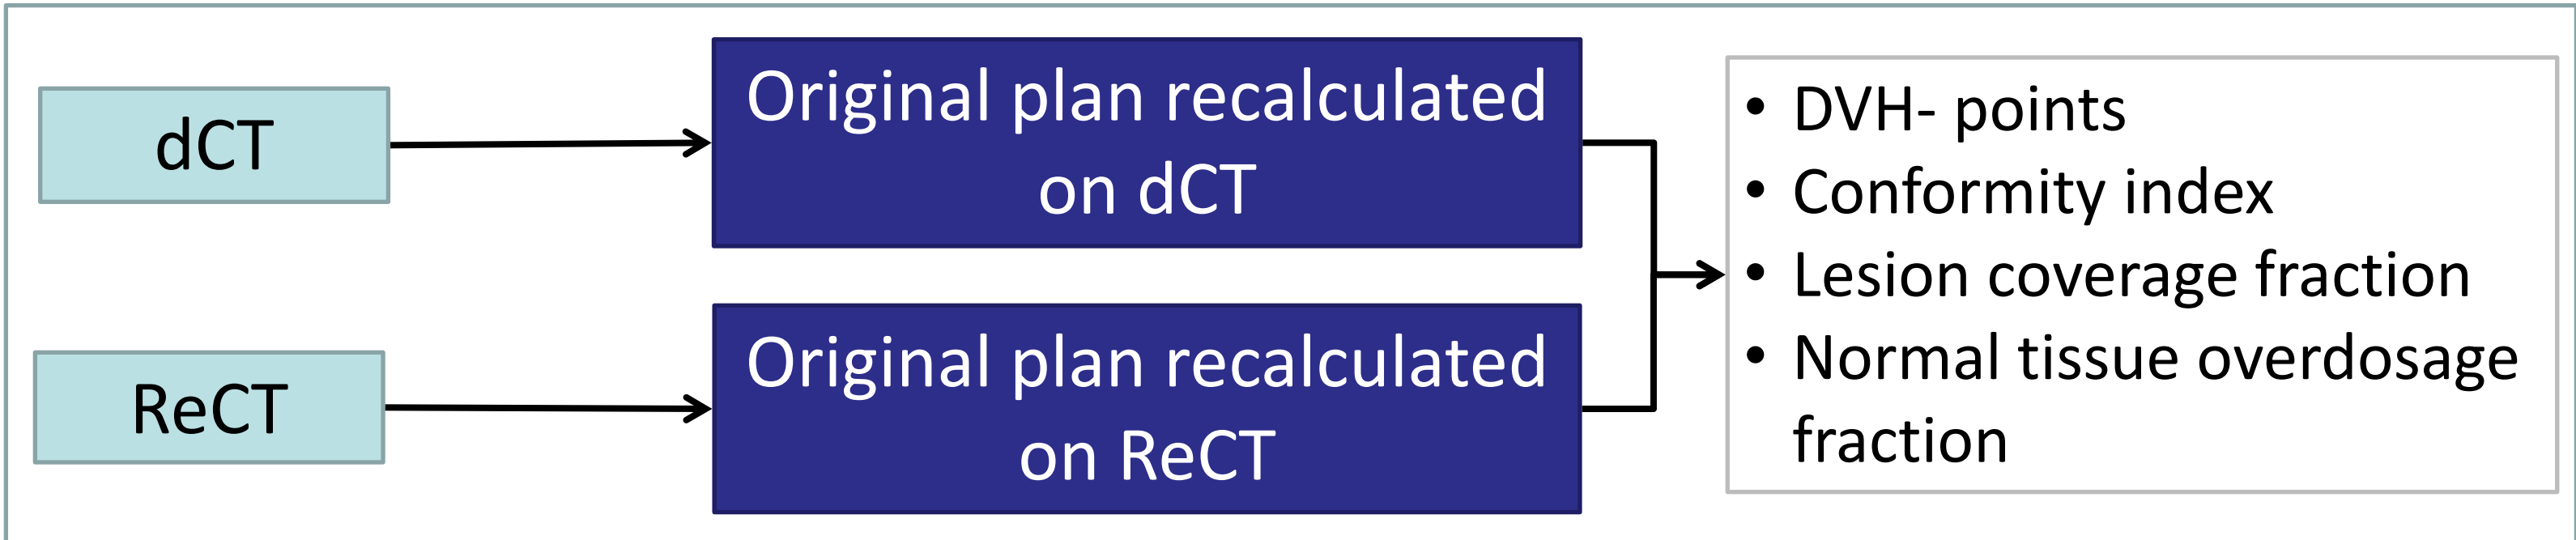 dCT
Original plan recalculated
on dCT
ReCT
Original plan recalculated
on ReCT
• DVH- points
• Conformity index
• Lesion coverage fraction
• Normal tissue overdosage
fraction